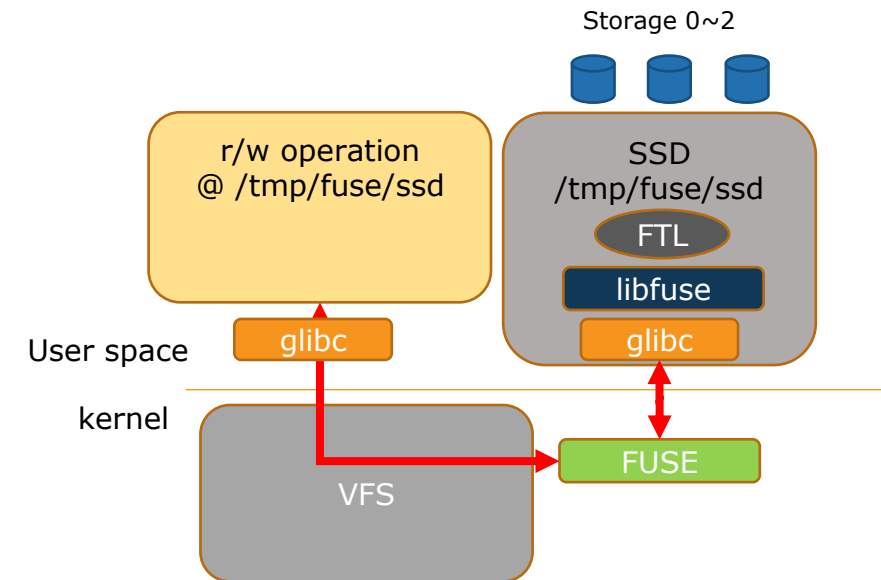 Storage 0~2
r/w operation
@ /tmp/fuse/ssd
SSD
/tmp/fuse/ssd
FTL
libfuse
glibc
glibc
User space
kernel
FUSE
VFS